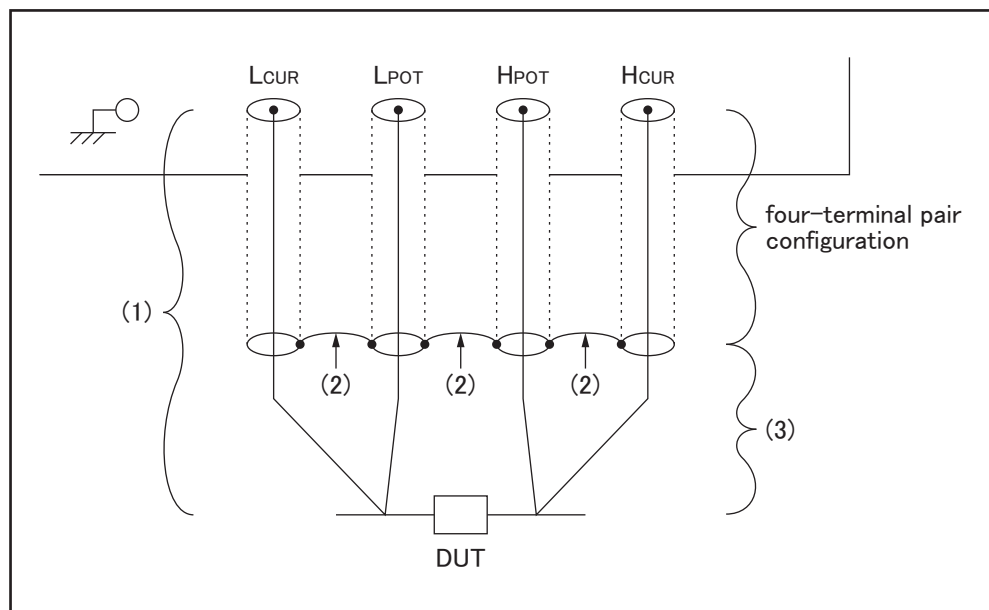 LCUR LPOT HPOT HCUR
four-terminal pair
configuration
(1)
(2) (2) (2)
(3)
DUT